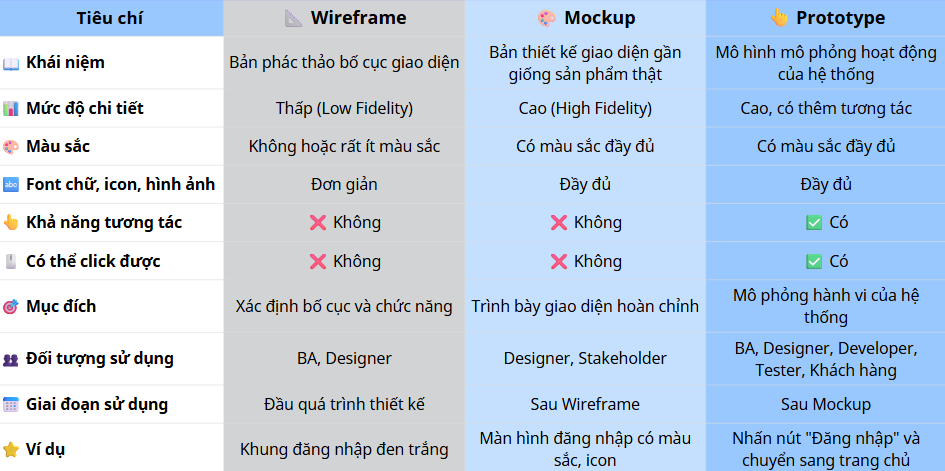 Tiêu chí
Wireframe
Mockup
Prototype
Khái niệm
Bản phác thảo bố cục giao diện
Bản thiết kế giao diện gần
giống sản phẩm thật
Mô hình mô phỏng hoạt động
của hệ thống
Mức độ chi tiết
Thấp (Low Fidelity)
Cao (High Fidelity)
Cao, có thêm tương tác
Màu sắc
Không hoặc rất ít màu sắc
Có màu sắc đầy đủ
Có màu sắc đầy đủ
abc
Font chữ, icon, hình ảnh
Đơn giản
Đầy đủ
Đầy đủ
Khả năng tương tác
Không
Không
Có
Có thể click được
Không
Không
Có
Mục đích
Xác định bố cục và chức năng
Trình bày giao diện hoàn chỉnh
Mô phỏng hành vi của hệ
thống
Đối tượng sử dụng
BA, Designer
Designer, Stakeholder
BA, Designer, Developer,
Tester, Khách hàng
Giai đoạn sử dụng
Đầu quá trình thiết kế
Sau Wireframe
Sau Mockup
Ví dụ
Khung đăng nhập đen trắng
Màn hình đăng nhập có màu
sắc, icon
Nhấn nút "Đăng nhập" và
chuyển sang trang chủ